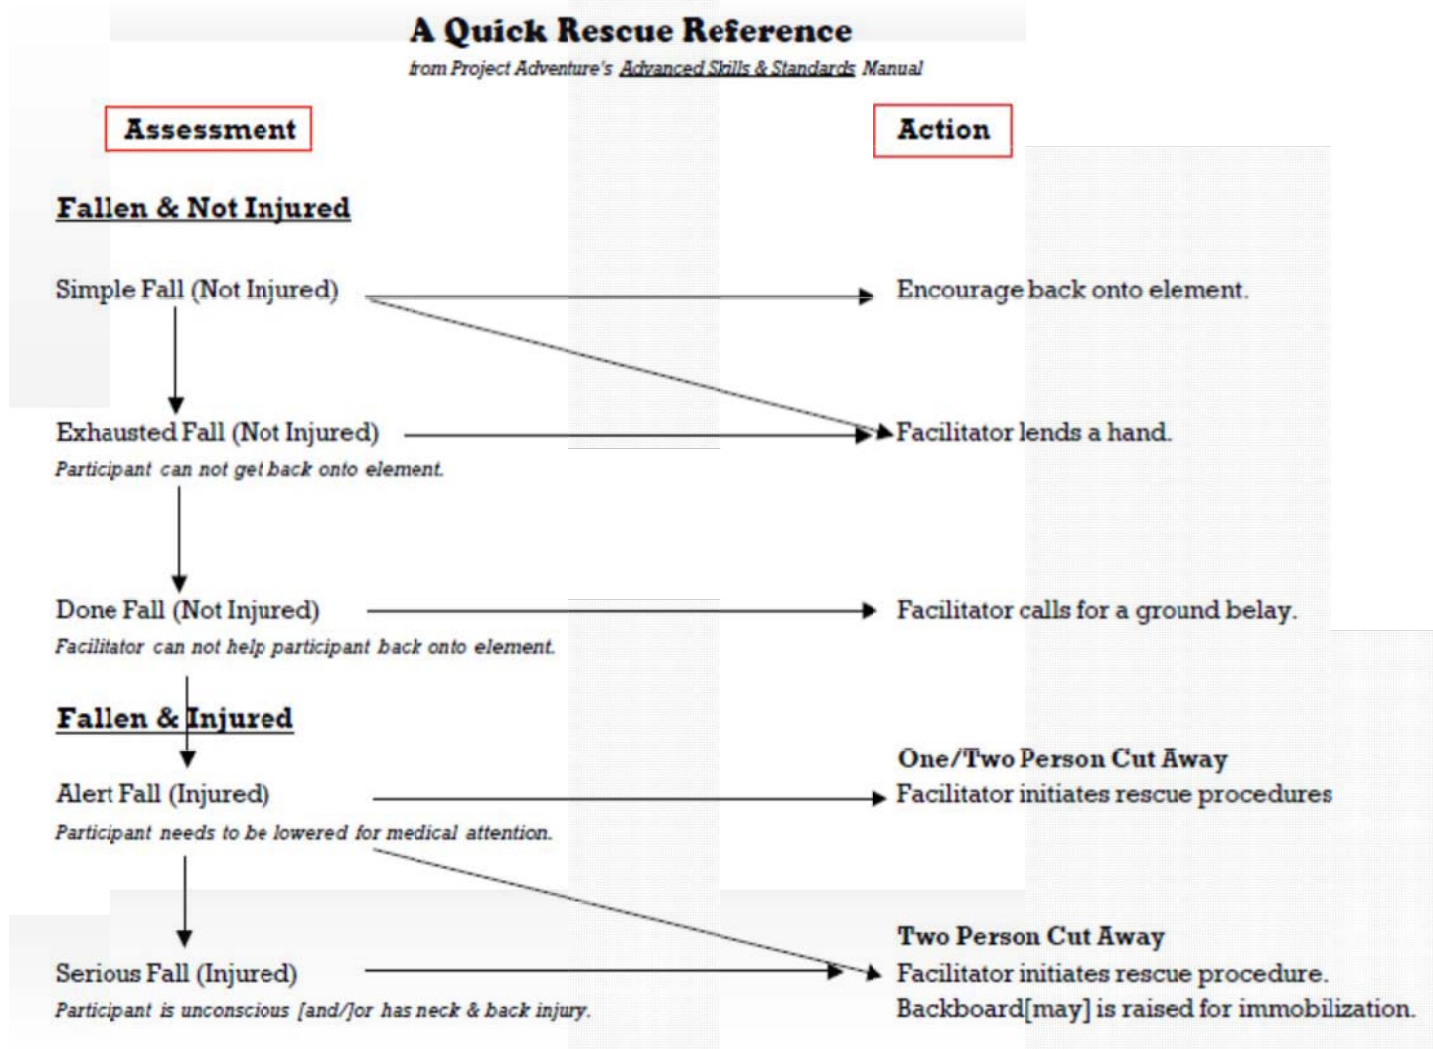 A Quick Rescue Reference
from Project Adventure's Advanced Skills & Standards Manual
Assessment
Action
Fallen & Not Injured
Simple Fall (Not Injured)
Encourage back onto element.
Exhausted Fall (Not Injured)
Facilitator lends a hand.
Participant can not get back onto element.
Done Fall (Not Injured)
Facilitator calls for a ground belay.
Facilitator can not help participant back onto element.
Fallen & Injured
One/Two Person Cut Away
Alert Fall (Injured)
Facilitator initiates rescue procedures
Participant needs to be lowered for medical attention.
Two Person Cut Away
Serious Fall (Injured)
Facilitator initiates rescue procedure.
Participant is unconscious [and/]or has neck & back injury.
Backboard[may] is raised for immobilization.